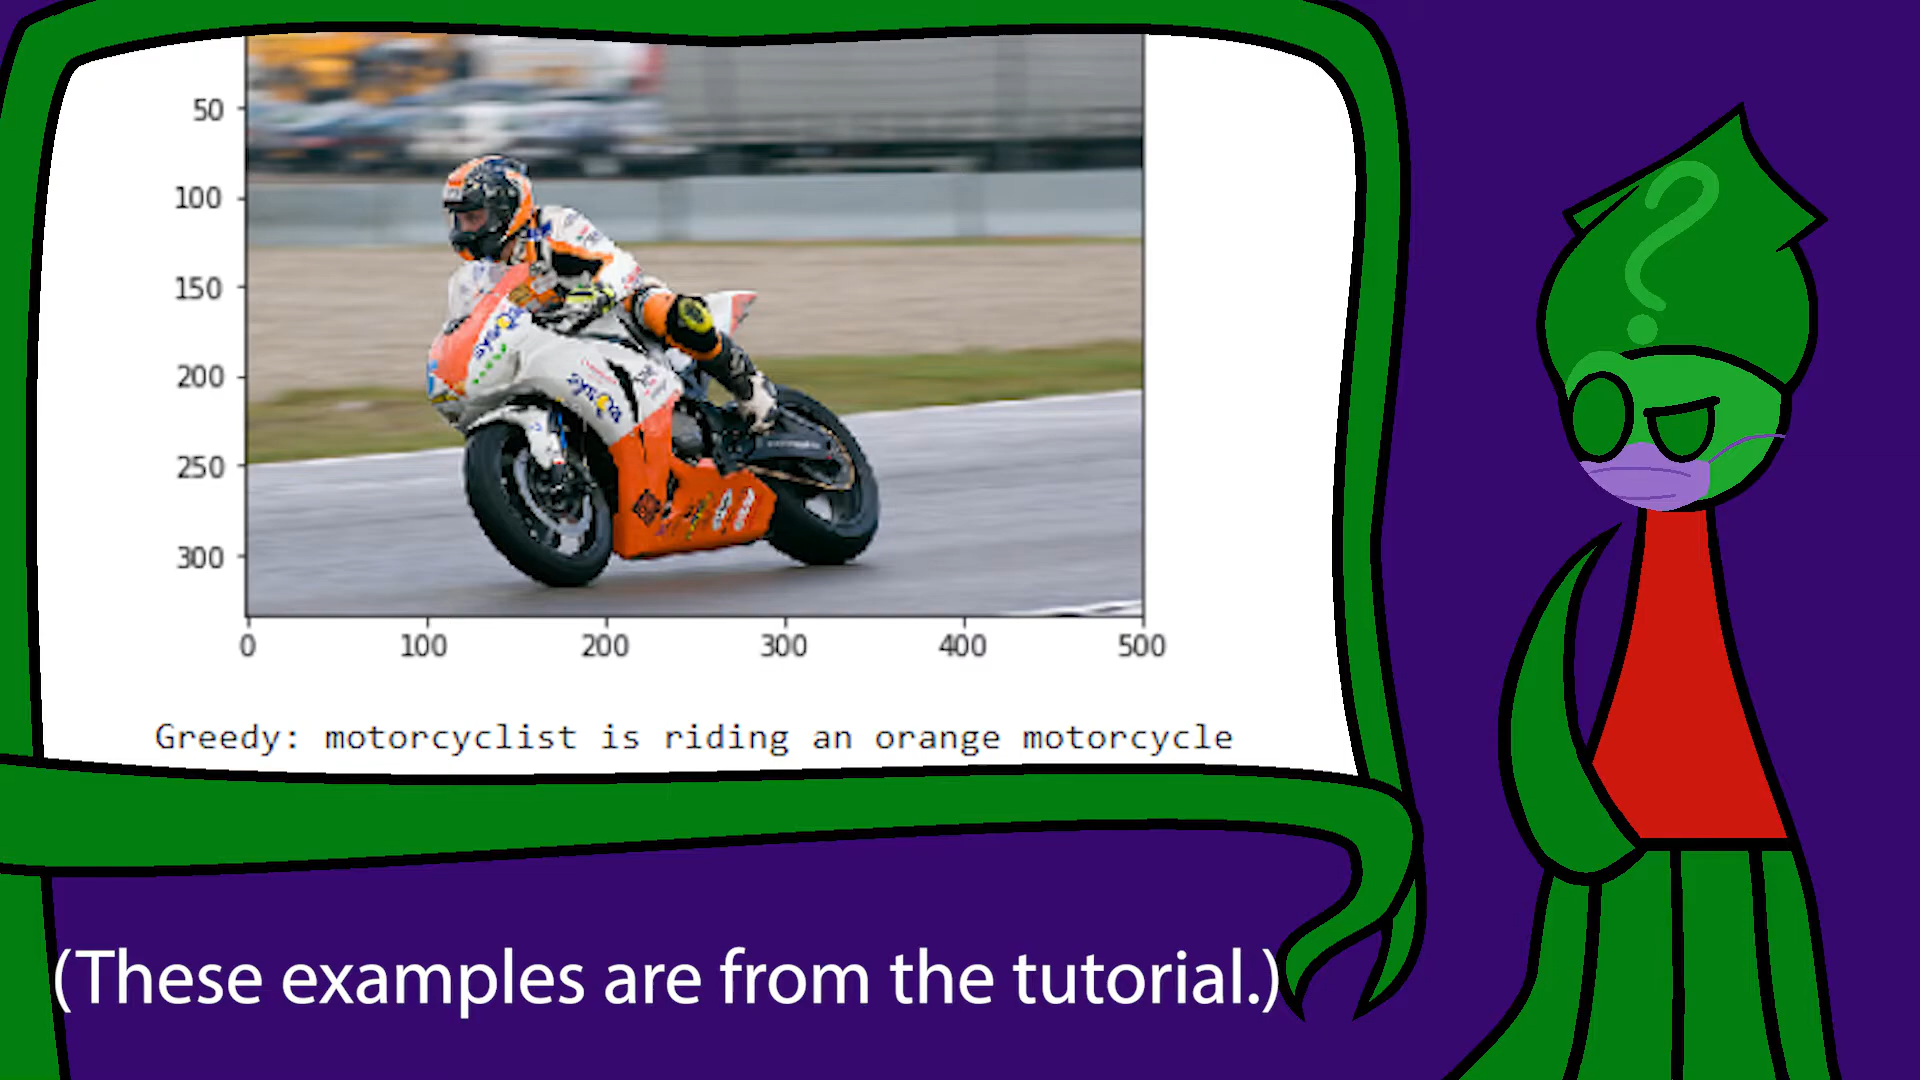 50
100
150
200
250
300
0 100 200 300 400 500
Greedy: motorcyclist is riding an orange motorcycle
(These examples are from the tutorial.)
?